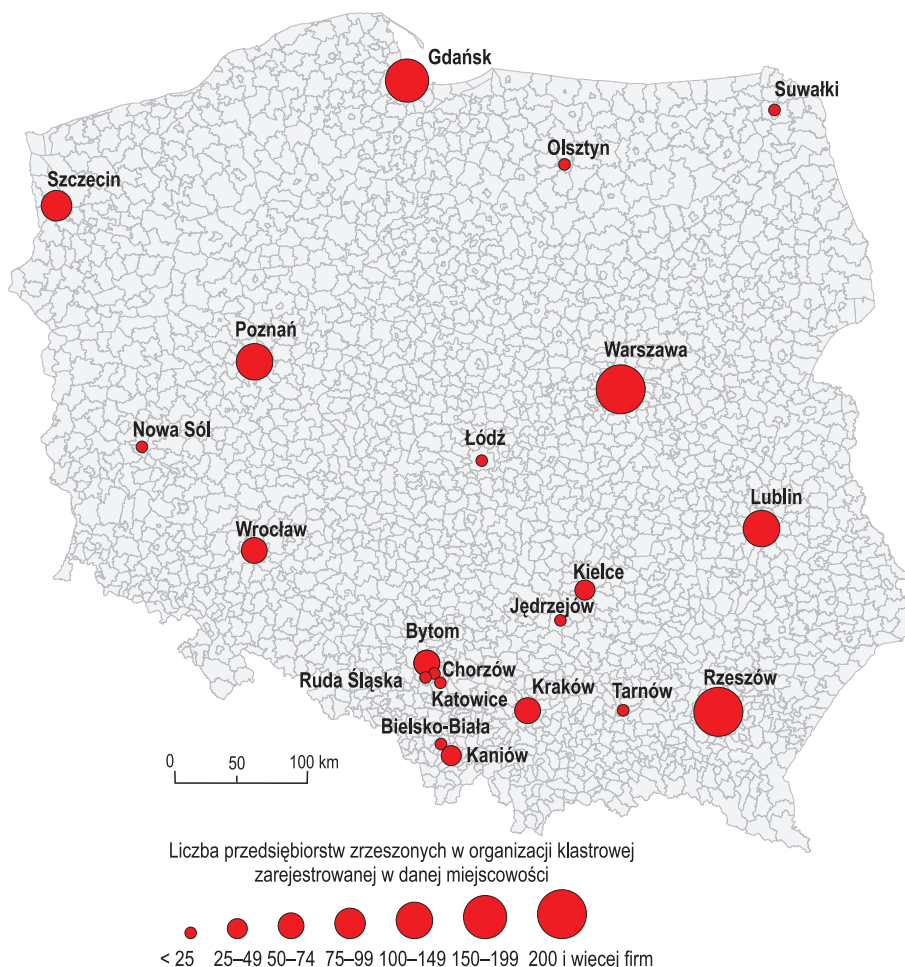 Gdańsk
Suwałki
Olsztyn
Szczecin
Poznań
Warszawa
Nowa Sól
Łódź
Lublin
Wrocław
Kielce
Jędrzejów
Bytom
Chorzów
Ruda Śląska
Katowice
Kraków
Tarnów
Rzeszów
Bielsko-Biała
Kaniów
0 50 100 km
Liczba przedsiębiorstw zrzeszonych w organizacji klastrowej
zarejestrowanej w danej miejscowości
< 25 25–49 50–74 75–99 100–149 150–199 200 i więcej firm